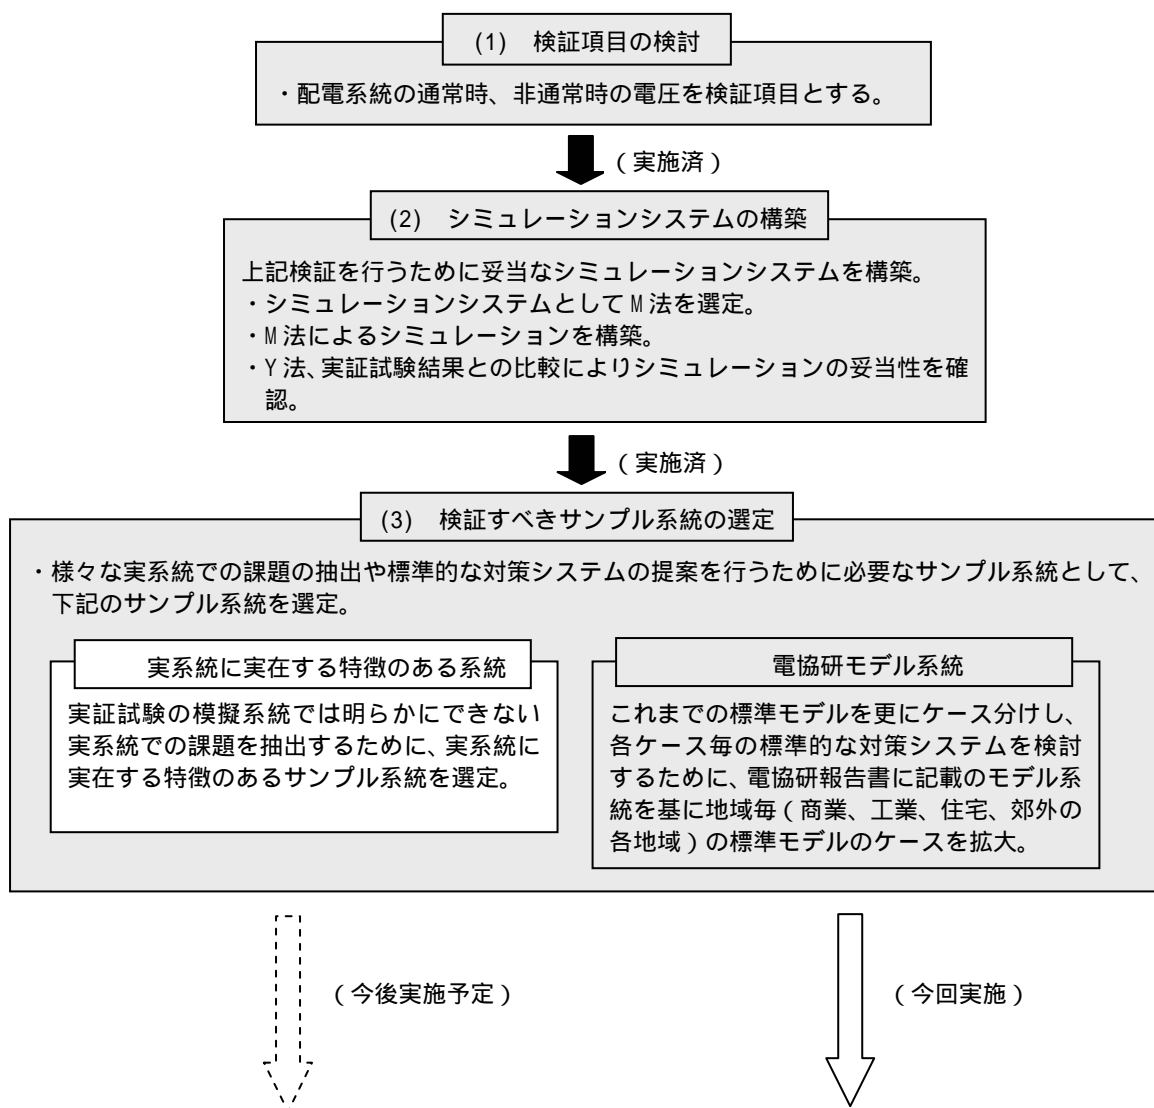 (1) 検証項目の検討
・配電系統の通常時、非通常時の電圧を検証項目とする。
(実施済)
(2) シミュレーションシステムの構築
上記検証を行うために妥当なシミュレーションシステムを構築。
・シミュレーションシステムとしてM法を選定。
・M法によるシミュレーションを構築。
・Y法、実証試験結果との比較によりシミュレーションの妥当性を確
認。
(実施済)
(3) 検証すべきサンプル系統の選定
・様々な実系統での課題の抽出や標準的な対策システムの提案を行うために必要なサンプル系統として、
下記のサンプル系統を選定。
実系統に実在する特徴のある系統
実証試験の模擬系統では明らかにできない
実系統での課題を抽出するために、実系統に
実在する特徴のあるサンプル系統を選定。
電協研モデル系統
これまでの標準モデルを更にケース分けし、
各ケース毎の標準的な対策システムを検討
するために、電協研報告書に記載のモデル系
統を基に地域毎(商業、工業、住宅、郊外の
各地域)の標準モデルのケースを拡大。
(今後実施予定)
(今回実施)